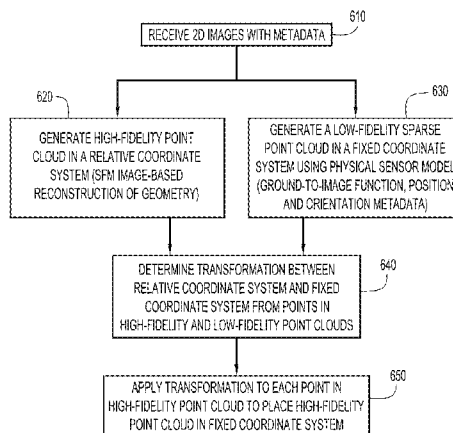 610
RECEIVE 2D IMAGES WITH METADATA
620
GENERATE HIGH-FIDELITY POINT
CLOUD IN A RELATIVE COORDINATE
SYSTEM (SFM IMAGE-BASED
RECONSTRUCTION OF GEOMETRY)
630
GENERATE A LOW-FIDELITY SPARSE
POINT CLOUD IN A FIXED COORDINATE
SYSTEM USING PHYSICAL SENSOR MODEL
(GROUND-TO-IMAGE FUNCTION, POSITION
AND ORIENTATION METADATA)
640
DETERMINE TRANSFORMATION BETWEEN
RELATIVE COORDINATE SYSTEM AND FIXED
COORDINATE SYSTEM FROM POINTS IN
HIGH-FIDELITY AND LOW-FIDELITY POINT CLOUDS
650
APPLY TRANSFORMATION TO EACH POINT IN
HIGH-FIDELITY POINT CLOUD TO PLACE HIGH-FIDELITY
POINT CLOUD IN FIXED COORDINATE SYSTEM